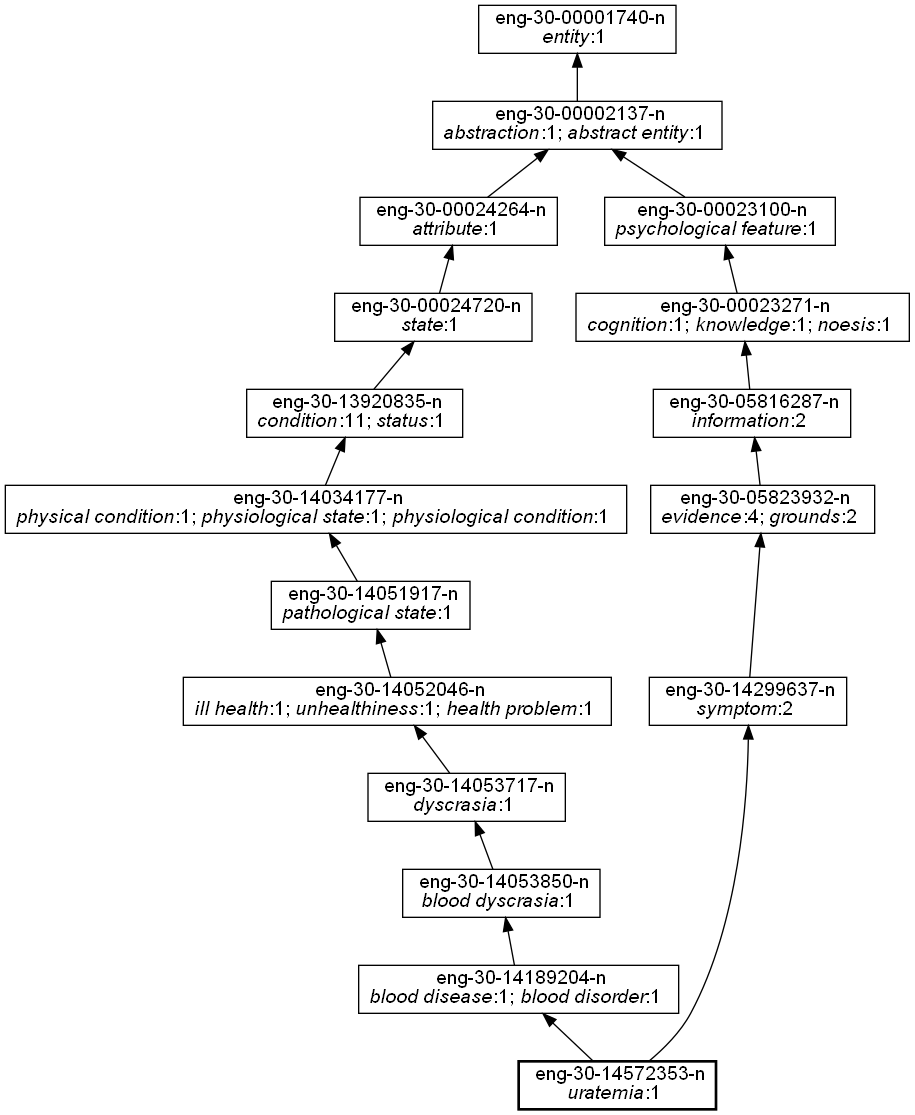 eng-30-00001740-n
entity:1
eng-30-00002137-n
abstraction:1; abstract entity:1
eng-30-00024264-n
attribute:1
eng-30-00023100-n
psychological feature:1
eng-30-00024720-n
state:1
eng-30-00023271-n
cognition:1; knowledge:1; noesis:1
eng-30-13920835-n
condition:11; status:1
eng-30-05816287-n
information:2
eng-30-14034177-n
physical condition:1; physiological state:1; physiological condition:1
eng-30-05823932-n
evidence:4; grounds:2
eng-30-14051917-n
pathological state:1
eng-30-14052046-n
ill health:1; unhealthiness:1; health problem:1
eng-30-14299637-n
symptom:2
eng-30-14053717-n
dyscrasia:1
eng-30-14053850-n
blood dyscrasia:1
eng-30-14189204-n
blood disease:1; blood disorder:1
eng-30-14572353-n
uratemia:1